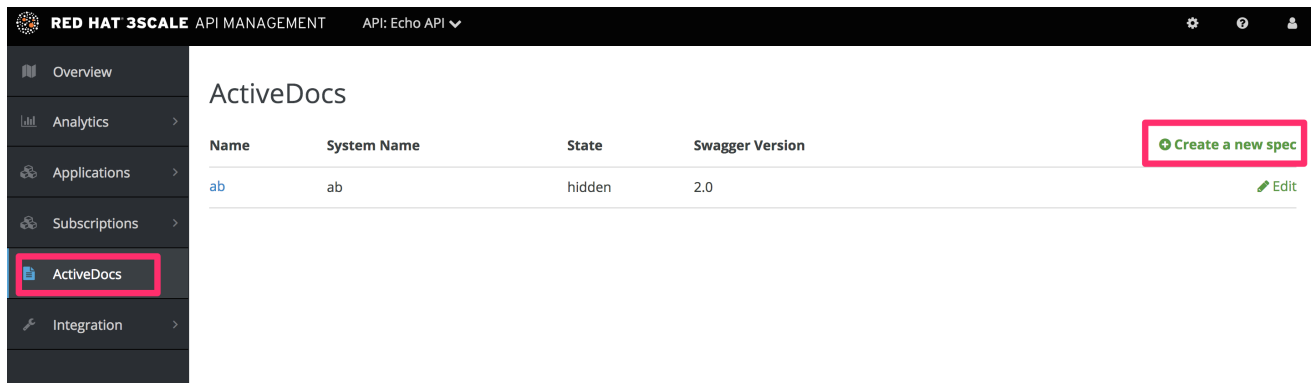 RED HAT 3SCALE API MANAGEMENT API: Echo API
Overview
Analytics
Applications
Subscriptions
ActiveDocs
Integration
ActiveDocs
Name System Name State Swagger Version Create a new spec
ab ab hidden 2.0 Edit